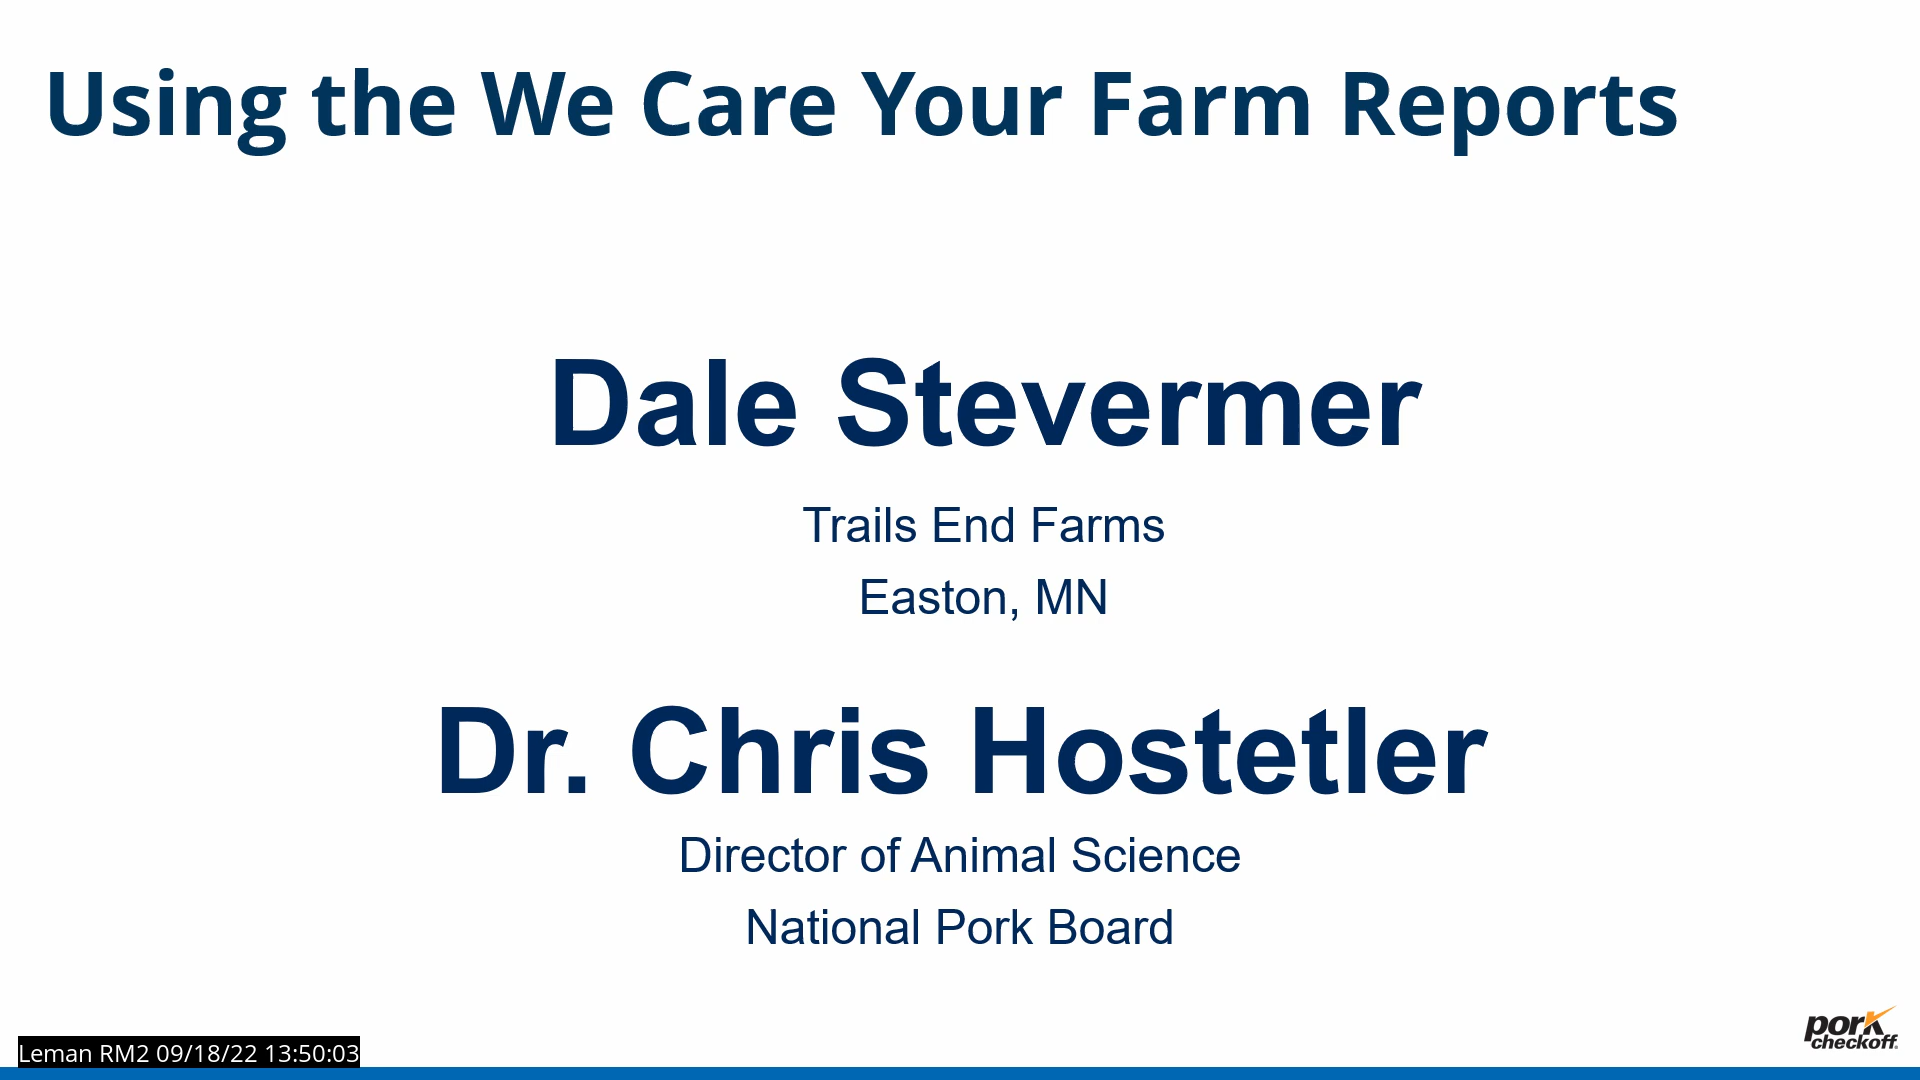 Using the We Care Your Farm Reports
Dale Stevermer
Trails End Farms
Easton, MN
Dr. Chris Hostetler
Director of Animal Science
National Pork Board
pork
checkoff.
Leman RM2 09/18/22 13:50:03